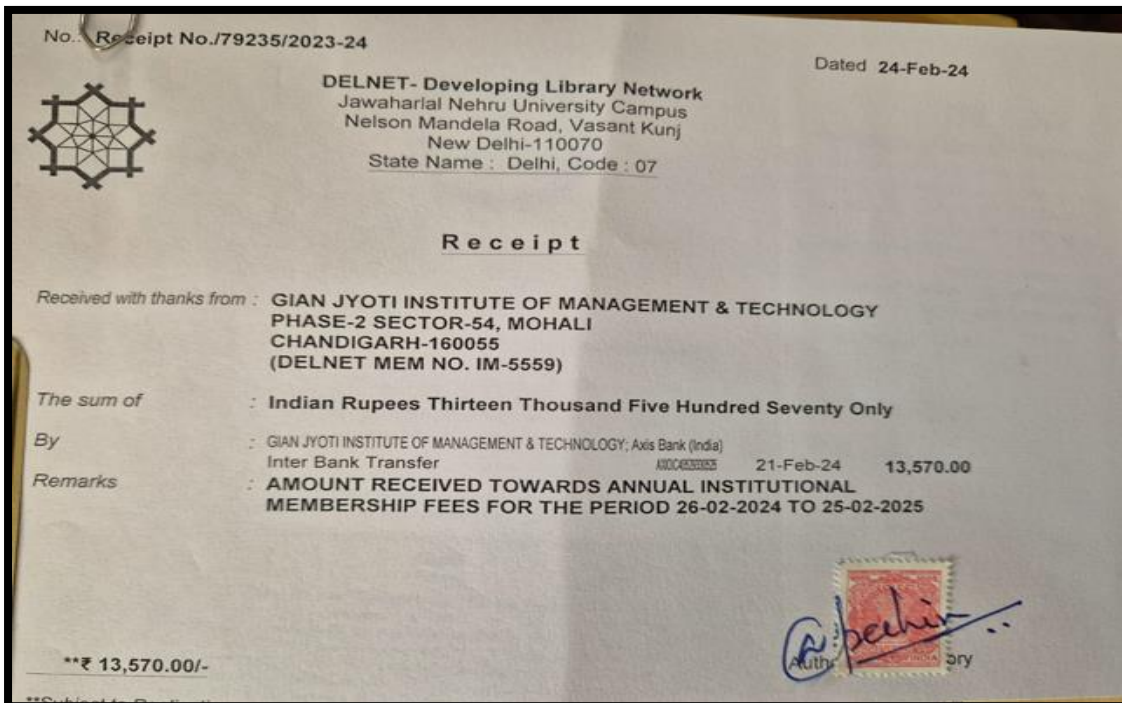 No.: Receipt No./79235/2023-24
Dated 24-Feb-24
DELNET- Developing Library Network
Jawaharlal Nehru University Campus
Nelson Mandela Road, Vasant Kunj
New Delhi-110070
State Name : Delhi, Code : 07
Receipt
Received with thanks from : GIAN JYOTI INSTITUTE OF MANAGEMENT & TECHNOLOGY
PHASE-2 SECTOR-54, MOHALI
CHANDIGARH-160055
(DELNET MEM NO. IM-5559)
The sum of : Indian Rupees Thirteen Thousand Five Hundred Seventy Only
By : GIAN JYOTI INSTITUTE OF MANAGEMENT & TECHNOLOGY; Axis Bank (India)
Inter Bank Transfer 21-Feb-24 13,570.00
Remarks : AMOUNT RECEIVED TOWARDS ANNUAL INSTITUTIONAL
MEMBERSHIP FEES FOR THE PERIOD 26-02-2024 TO 25-02-2025
**₹ 13,570.00/-